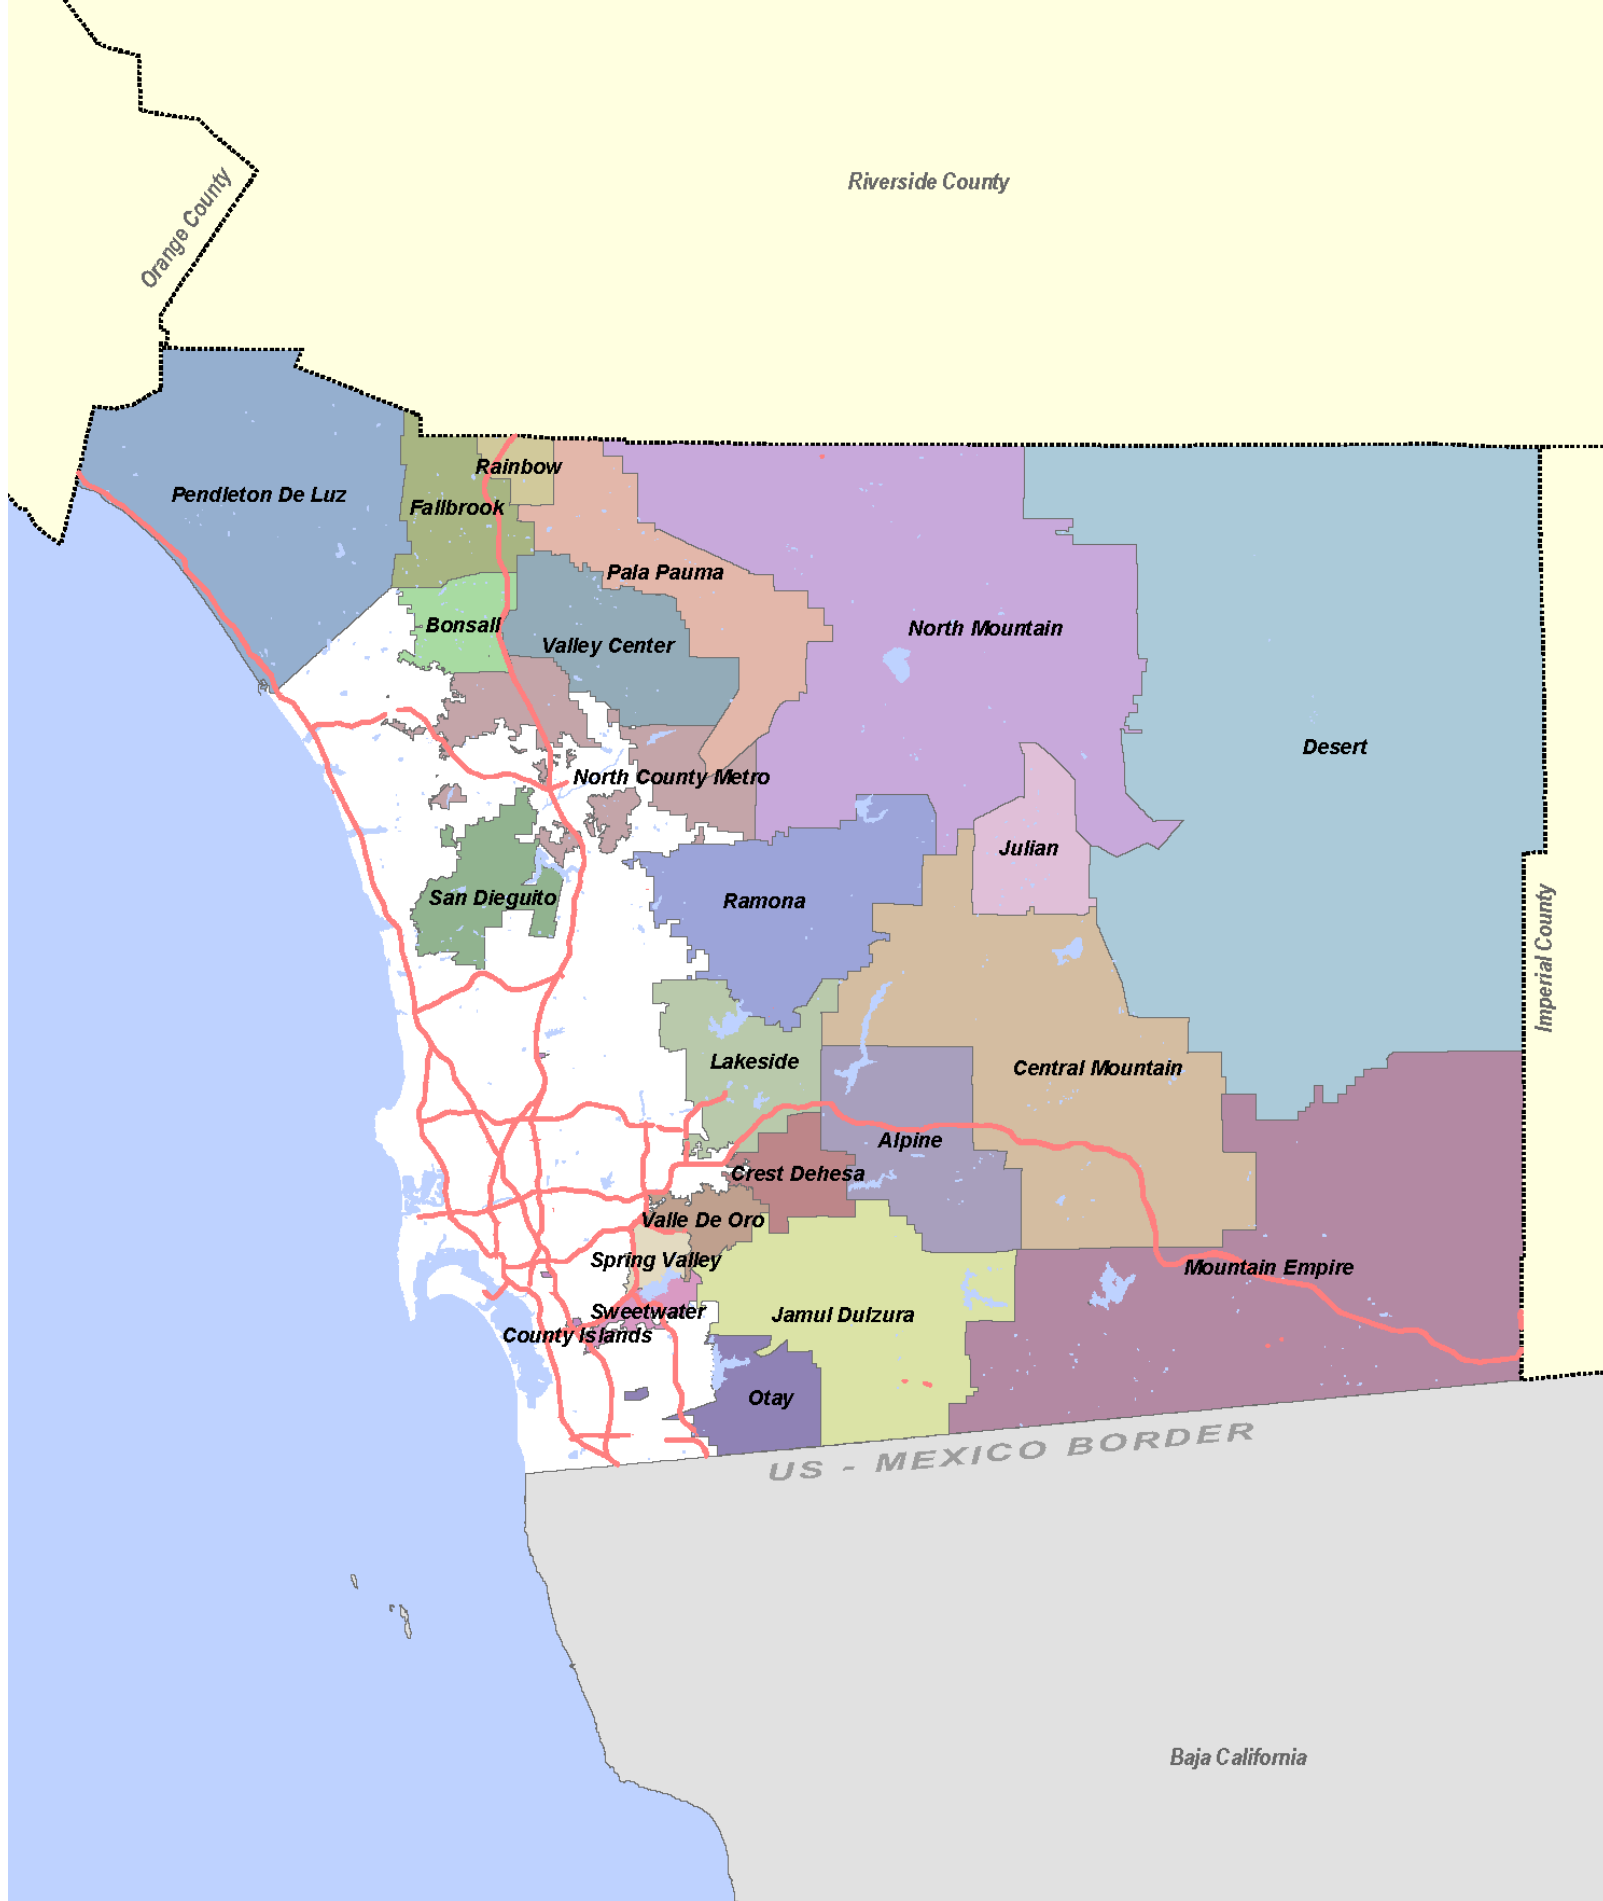 Riverside County
Orange County
Rainbow
Pendleton De Luz
Fallbrook
Pala Pauma
Bonsall
North Mountain
Valley Center
Desert
North County Metro
Julian
San Dieguito
Ramona
Imperial County
Lakeside
Central Mountain
Alpine
Crest Dehesa
Valle De Oro
Spring Valley
Mountain Empire
Sweetwater
Jamul Dulzura
County Islands
Otay
US - MEXICO BORDER
Baja California